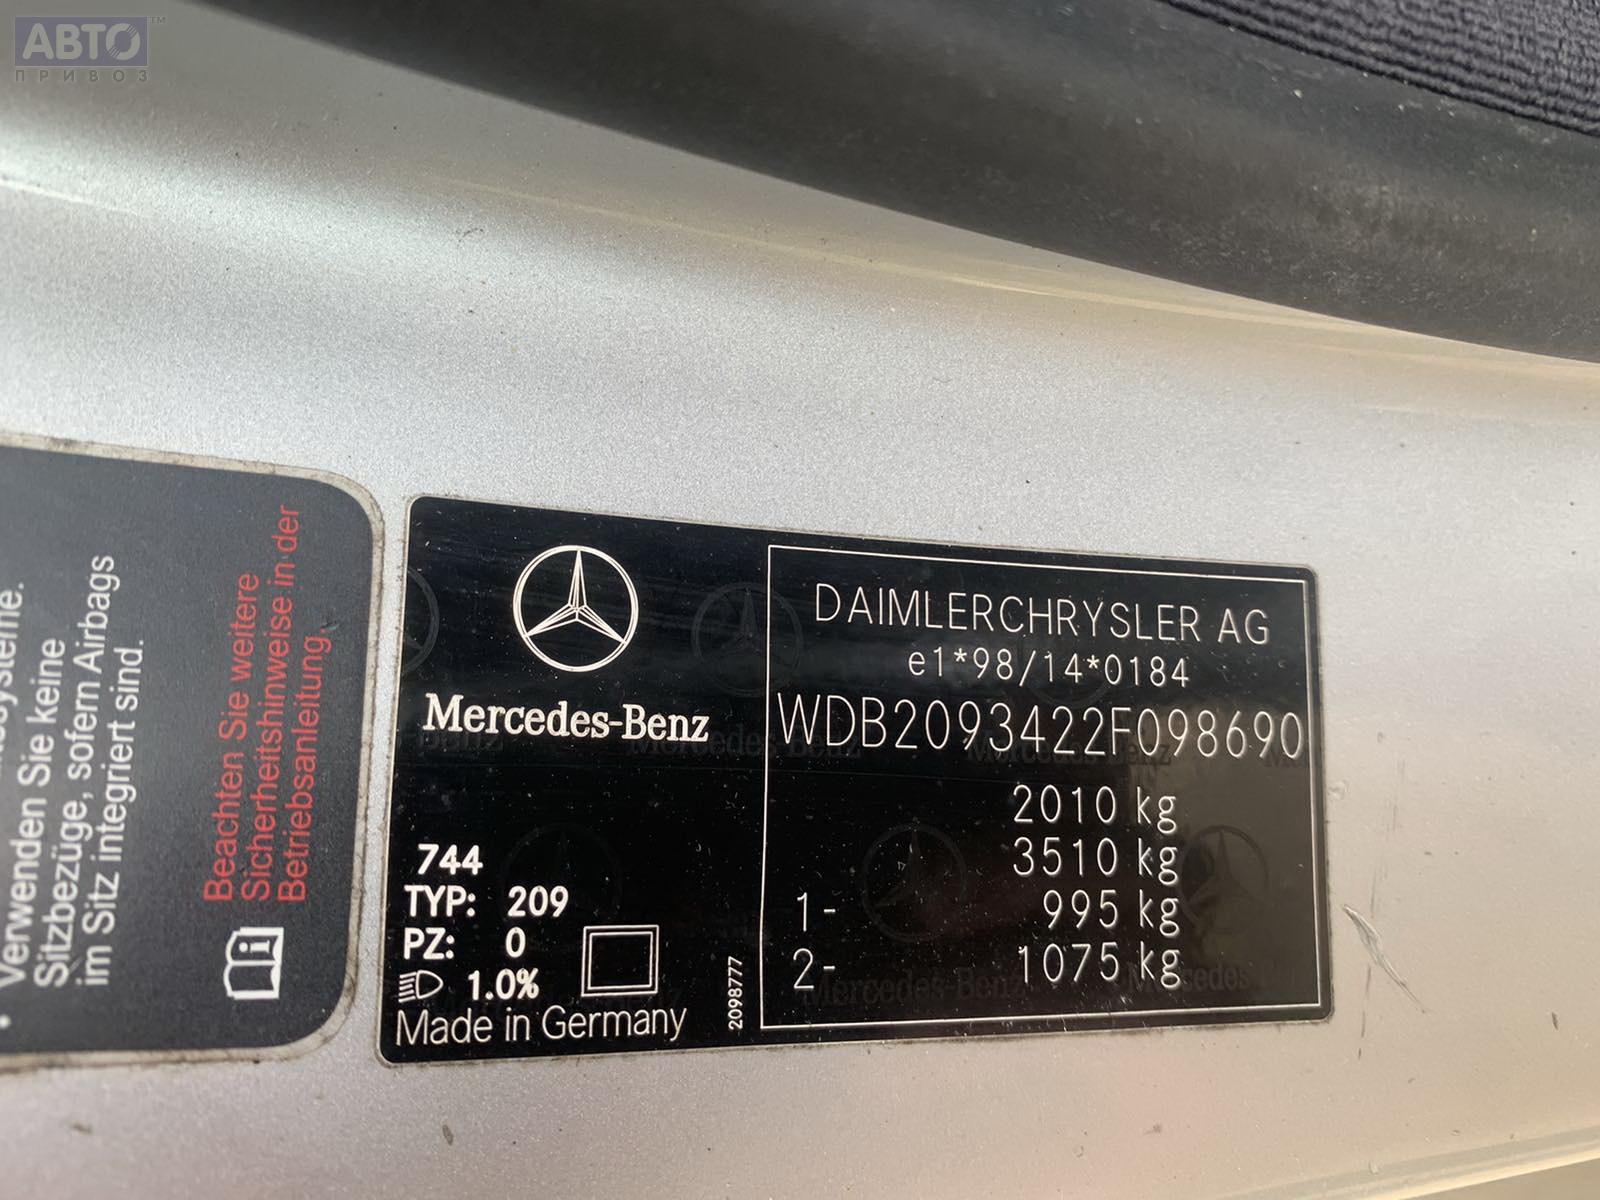 АВТО™
ПРИВОЗ
Verwenden Sie keine
Sitzbezüge, sofern Airbags
im Sitz integriert sind.
Beachten Sie weitere
Sicherheitshinweise in der
Betriebsanleitung
Mercedes-Benz
744
TYP: 209
PZ: 0
1.0%
Made in Germany
2098777
DAIMLERCHRYSLER AG
e1*98/14*0184
WDB2093422F098690
2010 kg
3510 kg
1- 995 kg
2- 1075 kg